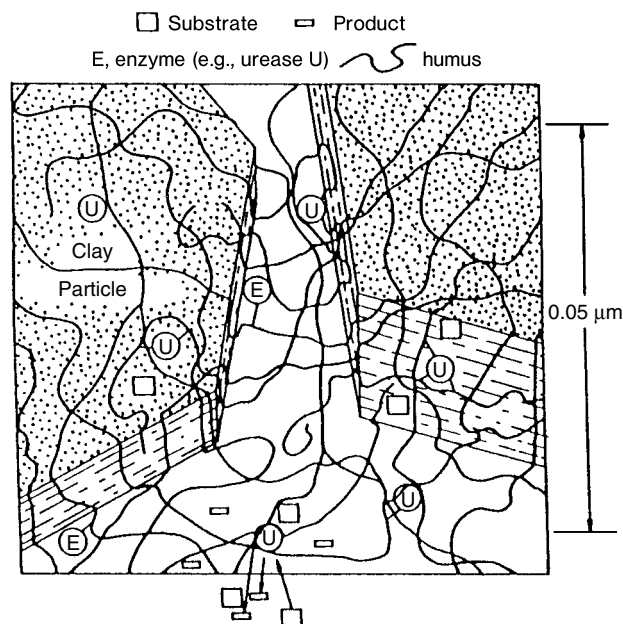 Substrate Product
E, enzyme (e.g., urease U) humus
U
U
Clay
Particle
E
0.05 μm
U
U
U
U
E
U